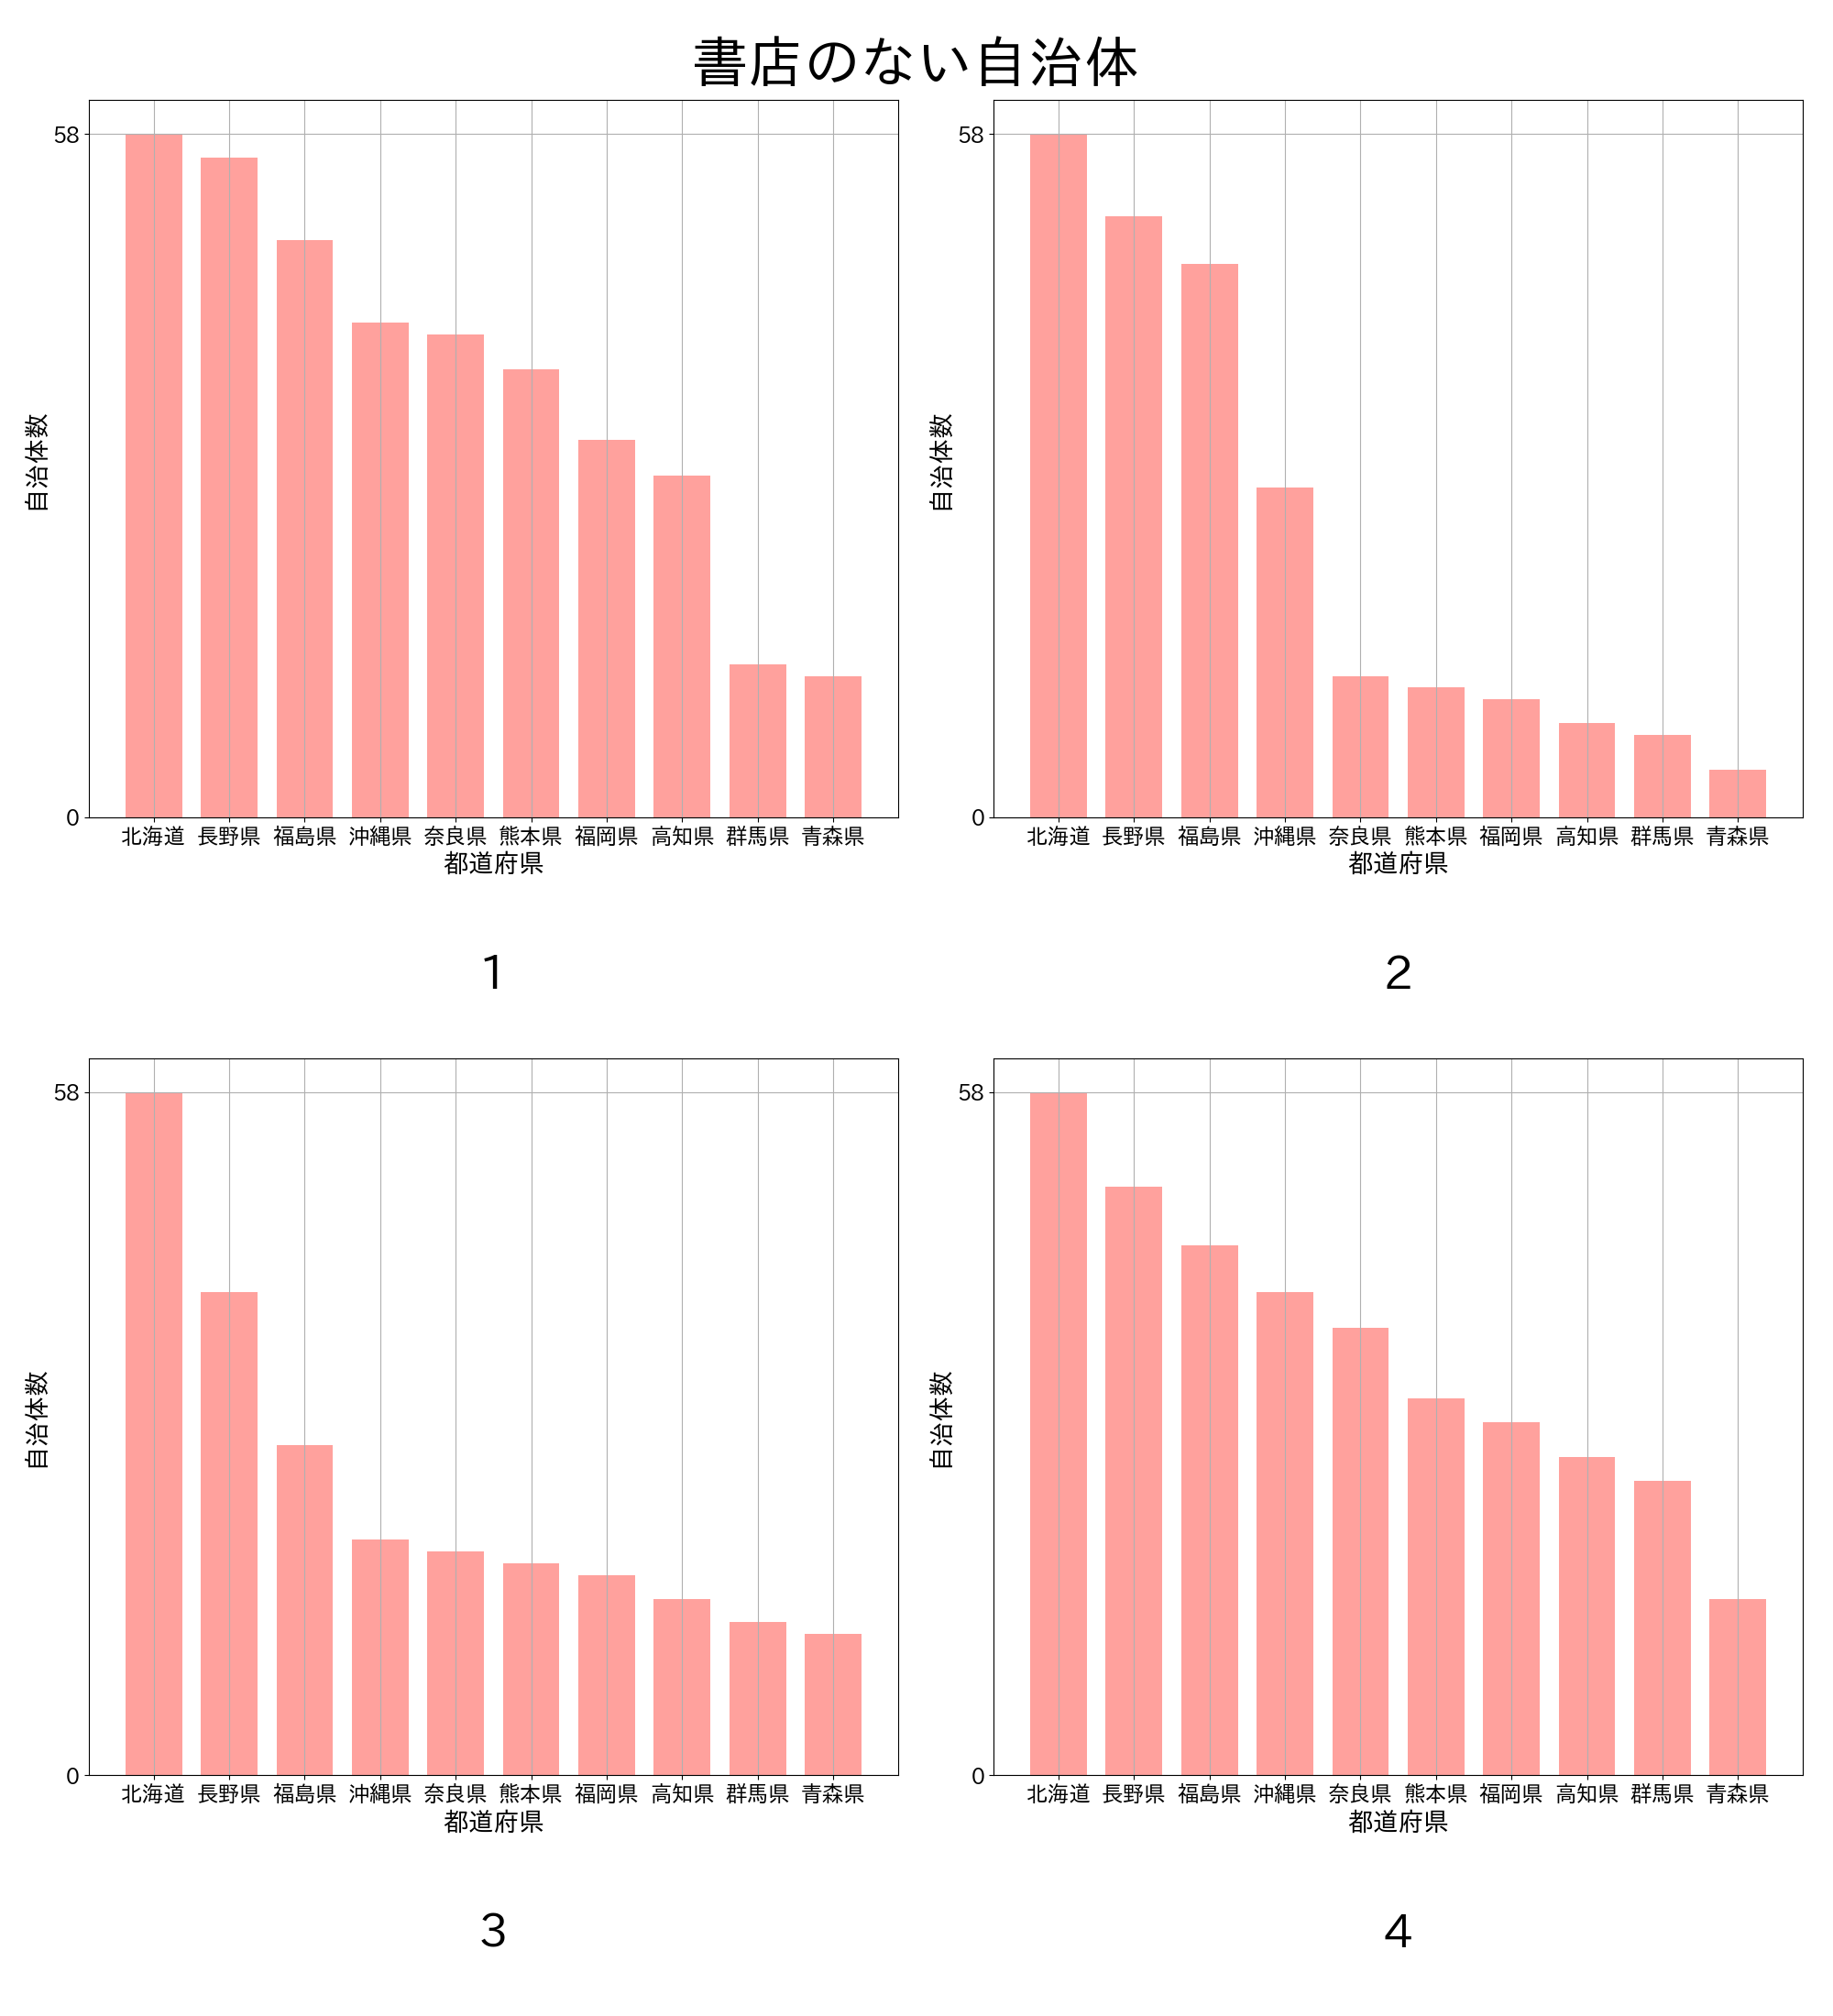 書店のない自治体
58
0
自治体数
北海道 長野県 福島県 沖縄県 奈良県 熊本県 福岡県 高知県 群馬県 青森県
都道府県
1
58
0
自治体数
北海道 長野県 福島県 沖縄県 奈良県 熊本県 福岡県 高知県 群馬県 青森県
都道府県
2
58
0
自治体数
北海道 長野県 福島県 沖縄県 奈良県 熊本県 福岡県 高知県 群馬県 青森県
都道府県
3
58
0
自治体数
北海道 長野県 福島県 沖縄県 奈良県 熊本県 福岡県 高知県 群馬県 青森県
都道府県
4